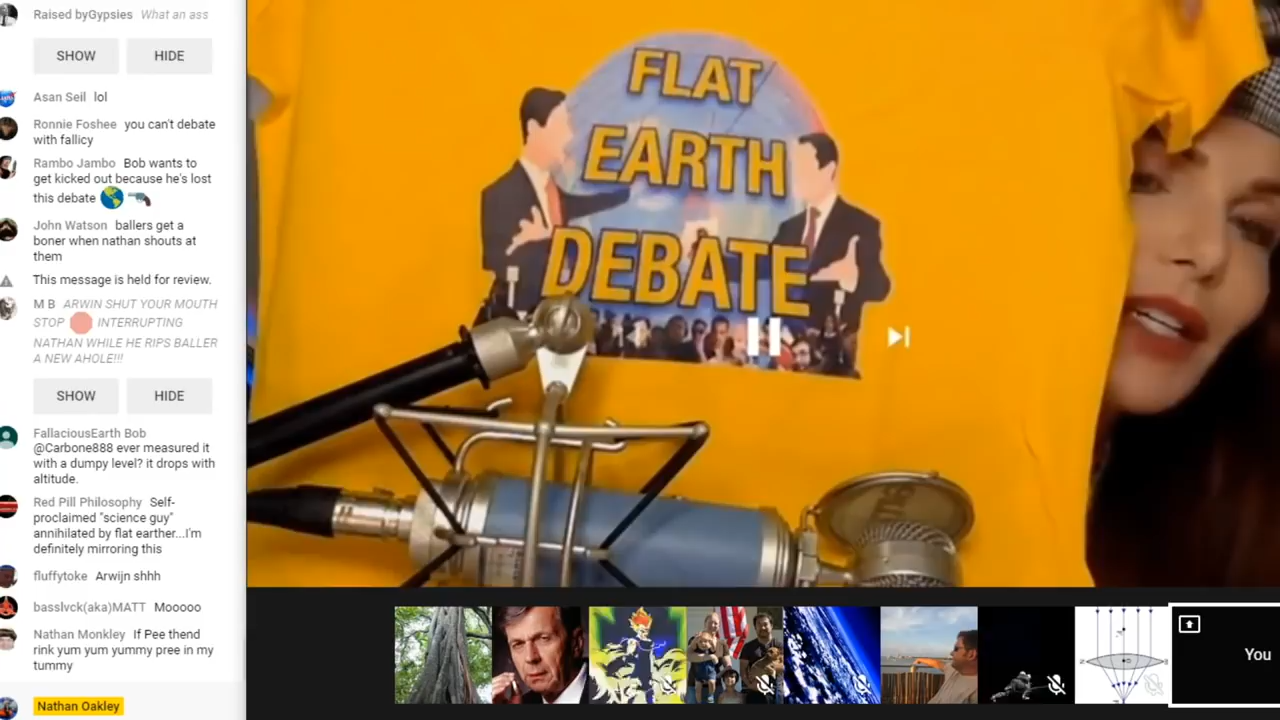 Raised byGypsies What an ass
SHOW HIDE
Asan Seil lol
Ronnie Foshee you can't debate
with fallicy
Rambo Jambo Bob wants to
get kicked out because he's lost
this debate
John Watson ballers get a
boner when nathan shouts at
them
This message is held for review.
M B ARWIN SHUT YOUR MOUTH
STOP INTERRUPTING
NATHAN WHILE HE RIPS BALLER
A NEW AHOLE!!!
SHOW HIDE
FallaciousEarth Bob
@Carbone888 ever measured it
with a dumpy level? it drops with
altitude.
Red Pill Philosophy Self-
proclaimed "science guy"
annihilated by flat earther...I'm
definitely mirroring this
fluffytoke Arwijn shhh
basslvck(aka)MATT Mooooo
Nathan Monkley If Pee thend
rink yum yum yummy pree in my
tummy
Nathan Oakley
FLAT
EARTH
DEBATE
You